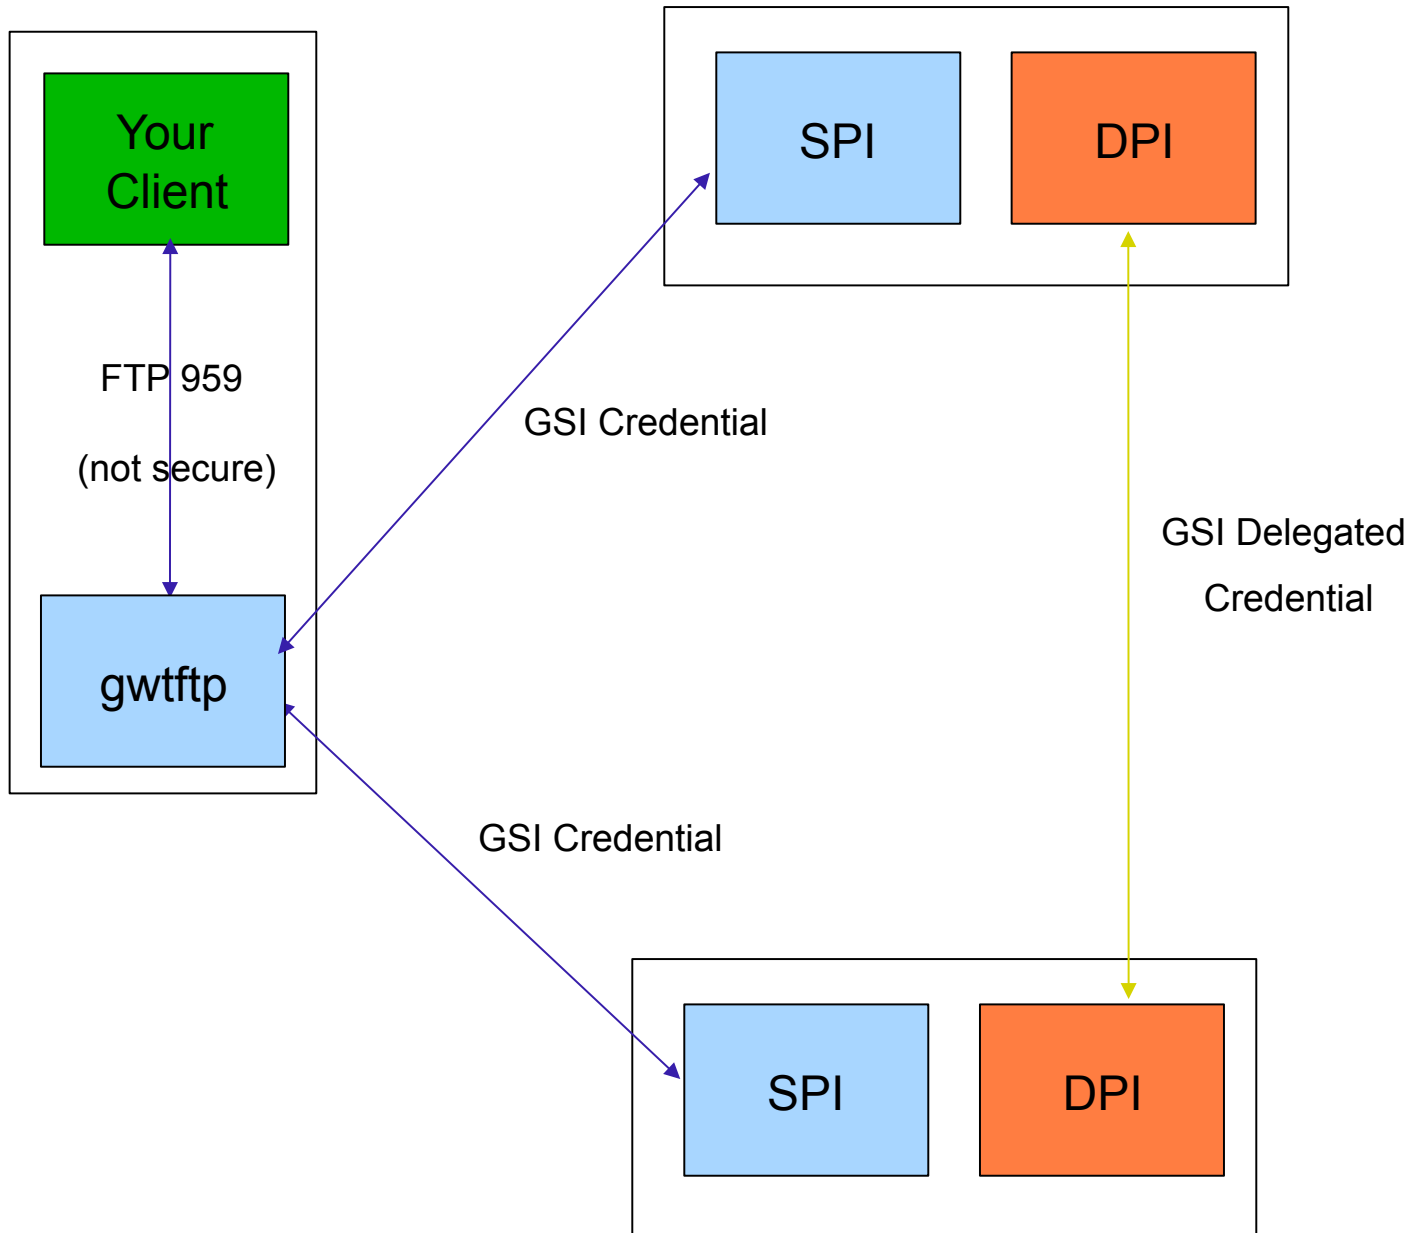 Your
Client
FTP 959
(not secure)
gwtftp
SPI
DPI
GSI Credential
GSI Delegated
Credential
GSI Credential
SPI
DPI